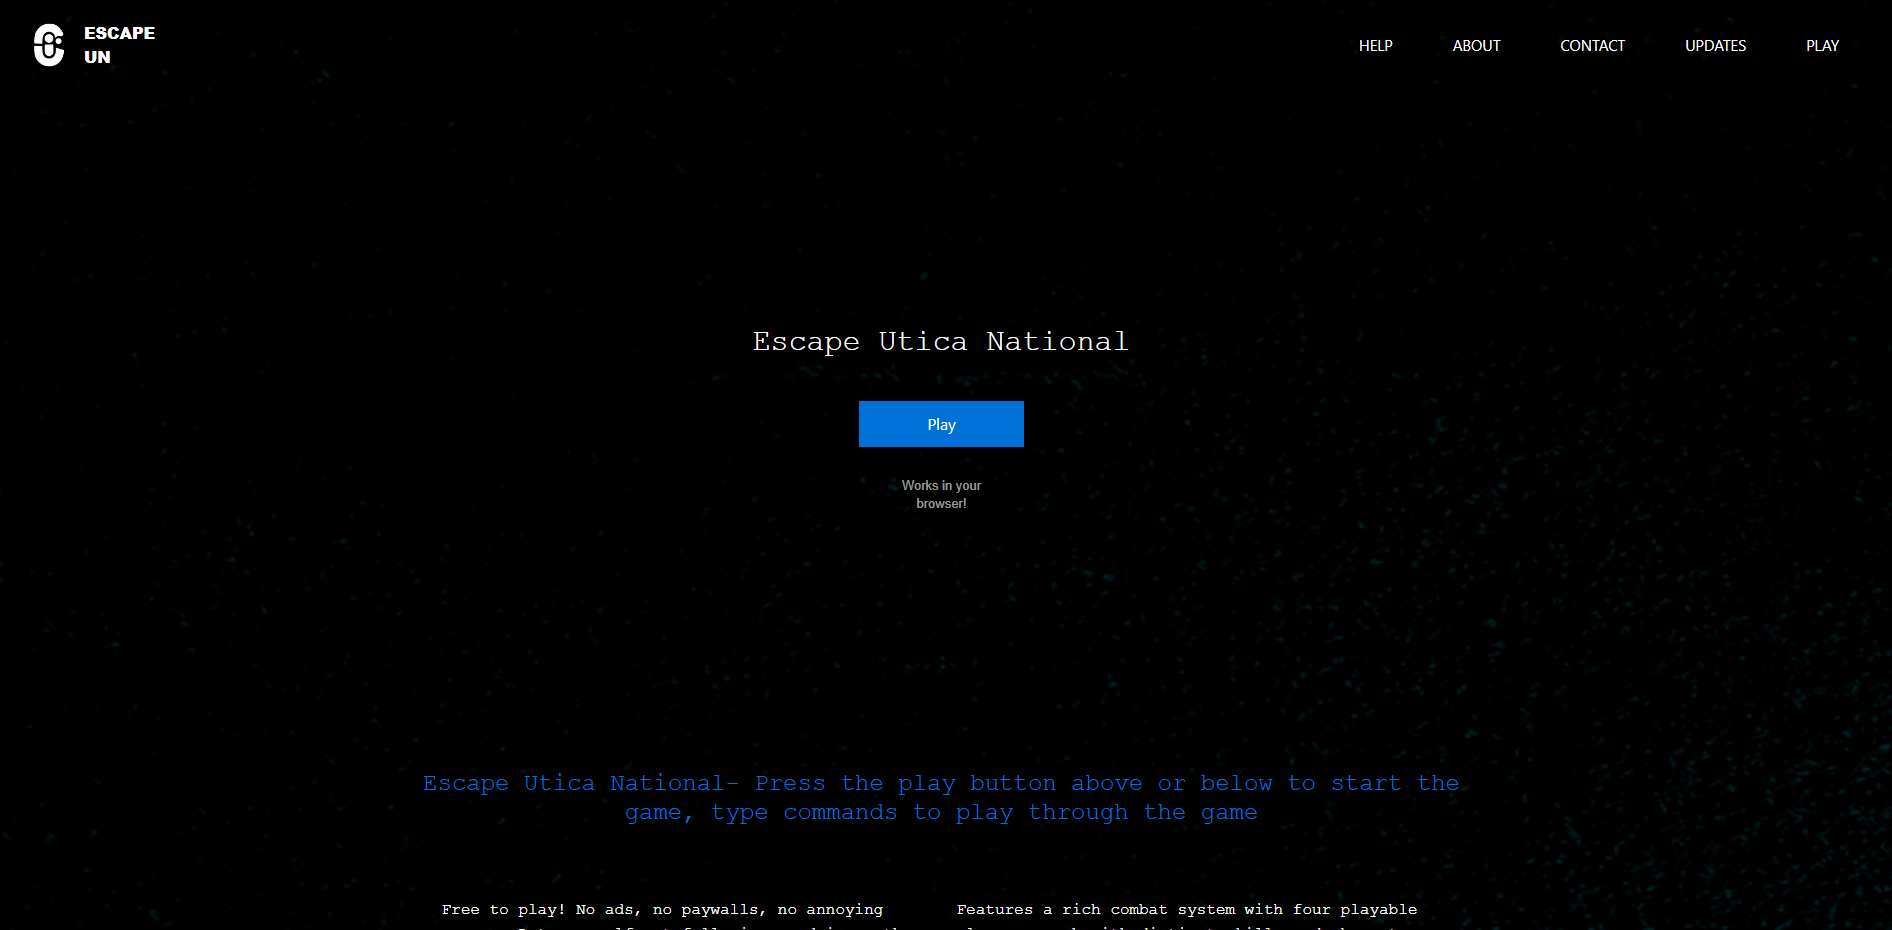 ESCAPE
UN
HELP ABOUT CONTACT UPDATES PLAY
Escape Utica National
Play
Works in your
browser!
Escape Utica National- Press the play button above or below to start the
game, type commands to play through the game
Free to play! No ads, no paywalls, no annoying
Features a rich combat system with four playable